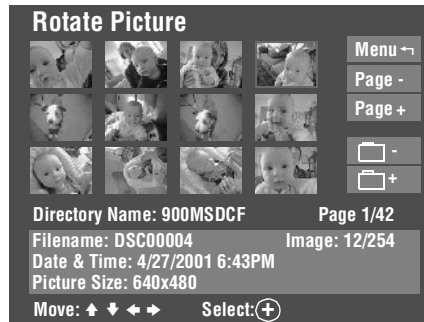 Rotate Picture
Menu
Page -
Page +
-
+
Directory Name: 900MSDCF Page 1/42
Filename: DSC00004 Image: 12/254
Date & Time: 4/27/2001 6:43PM
Picture Size: 640x480
Move: Select: